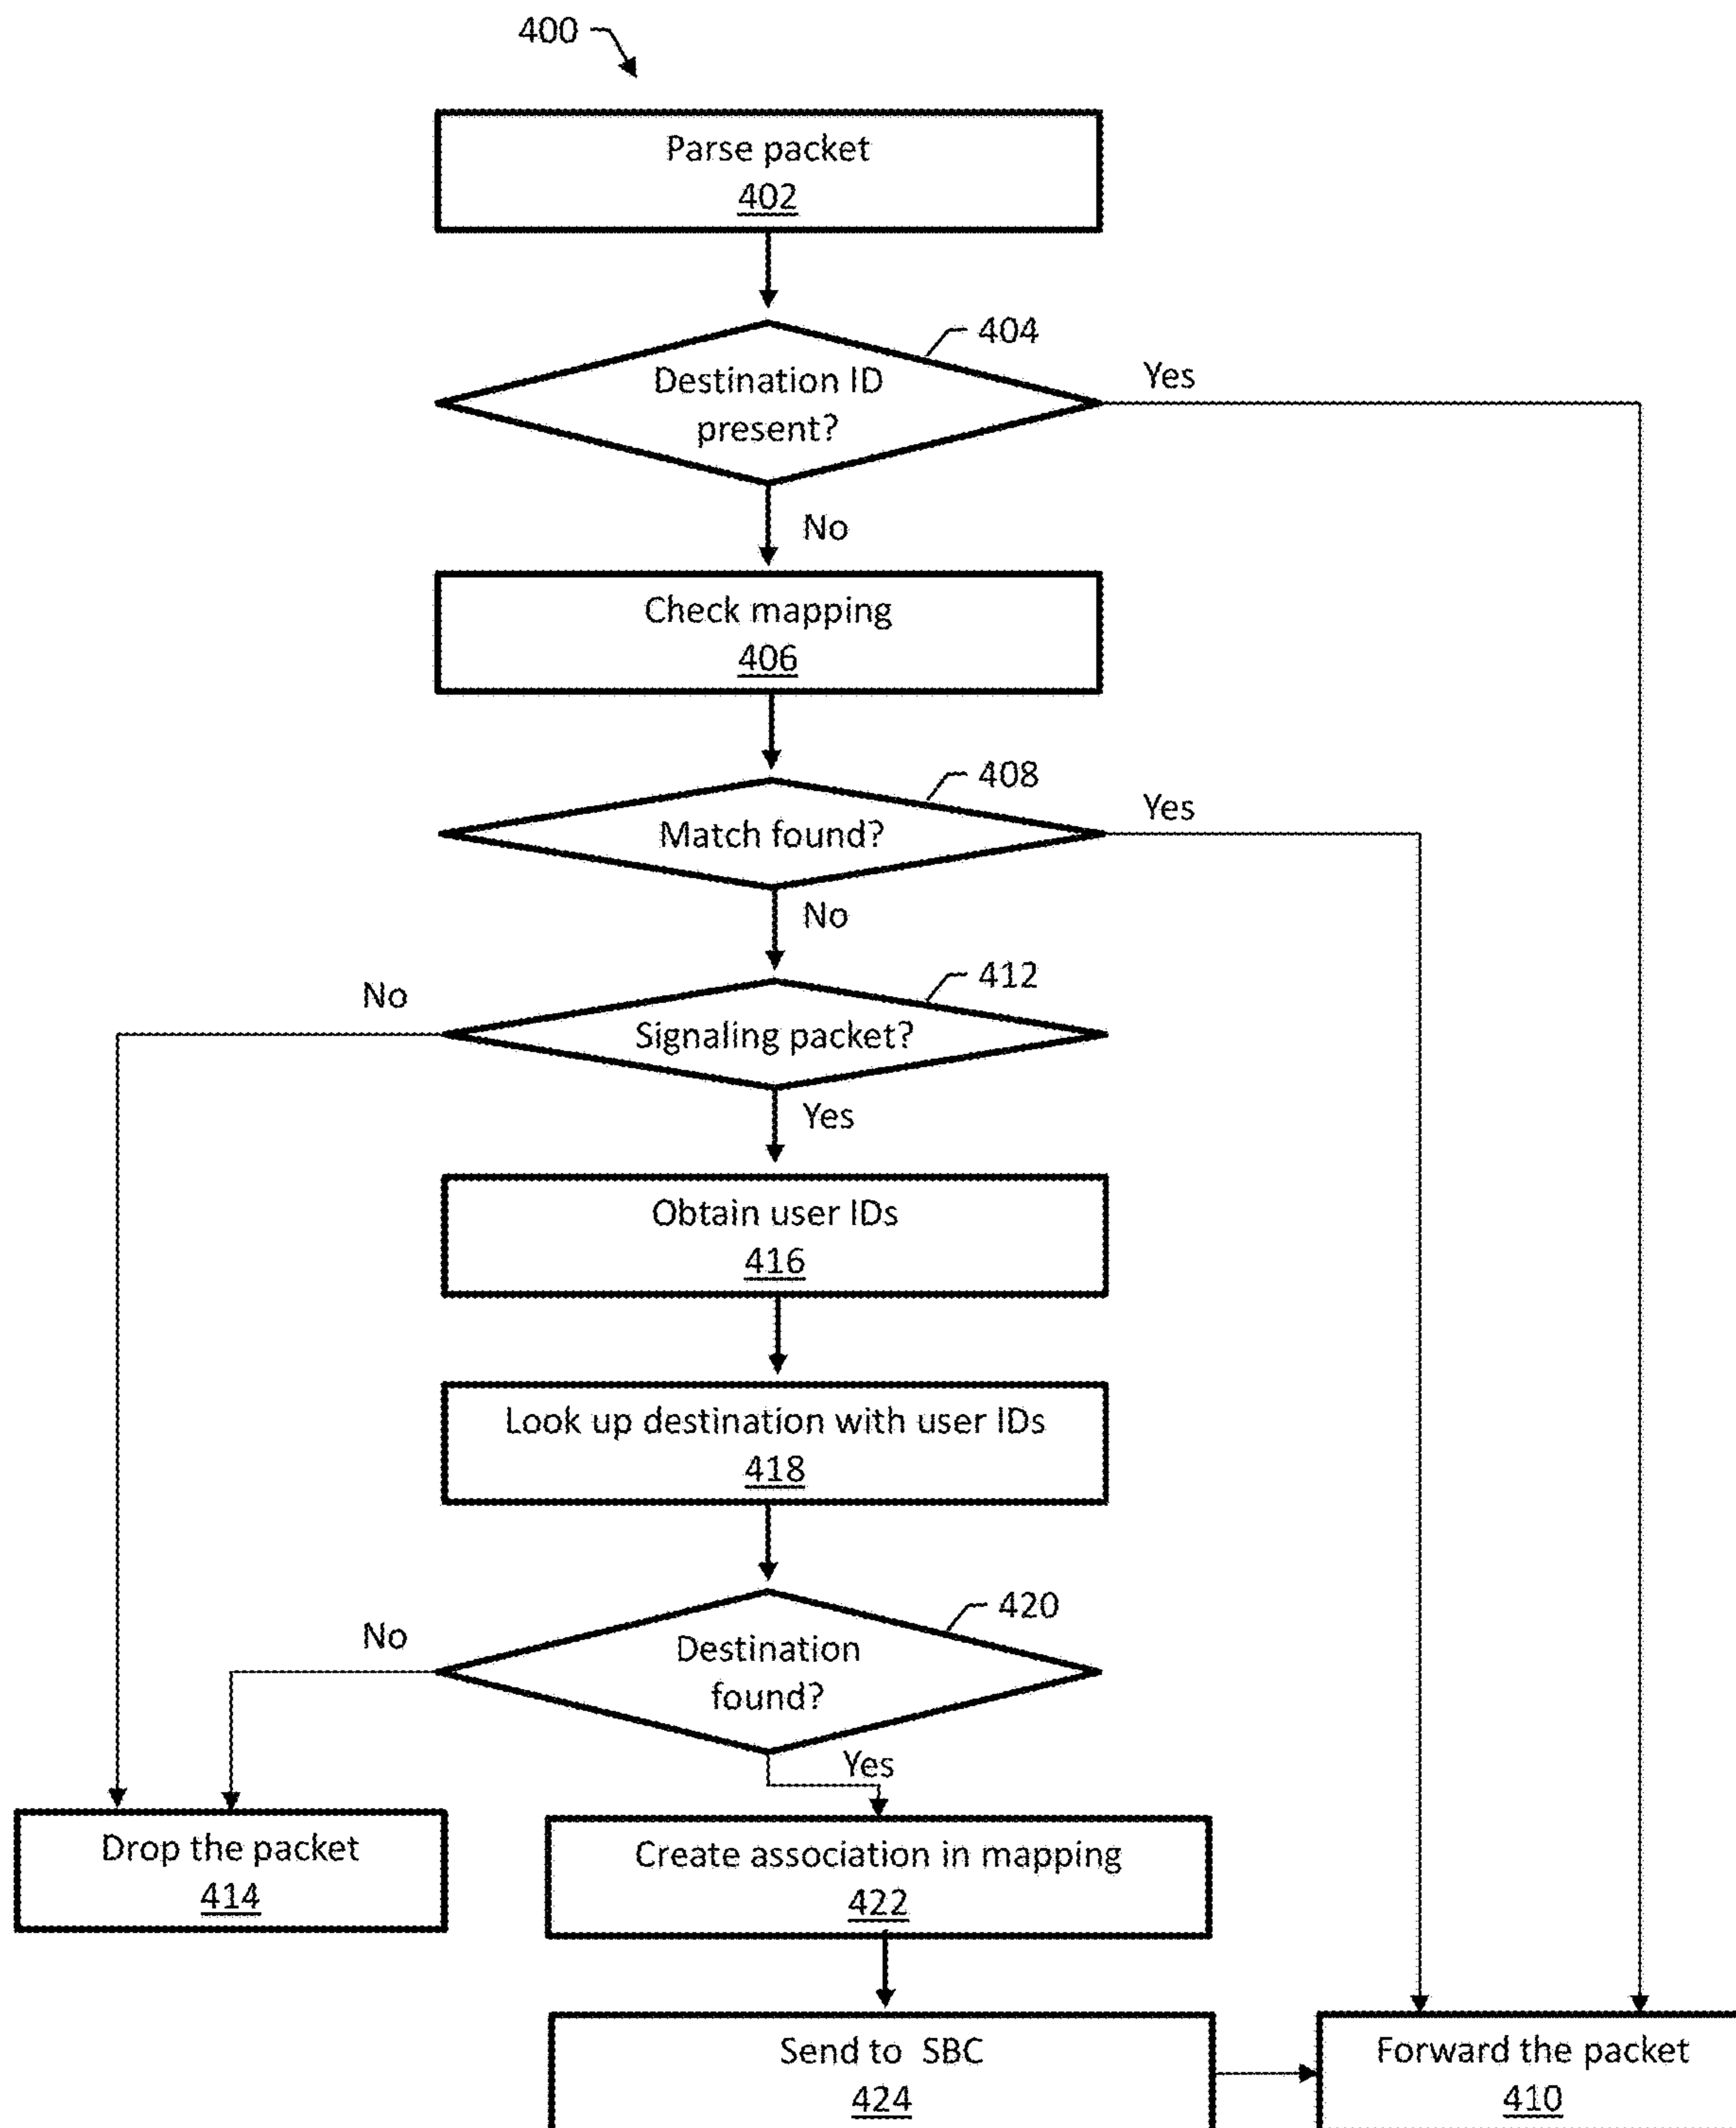 400
Parse packet
402
404
Destination ID
present?
Yes
No
Check mapping
406
408
Match found?
Yes
No
412
Signaling packet?
No
Yes
Obtain user IDs
416
Look up destination with user IDs
418
420
Destination
found?
No
Yes
Drop the packet
414
Create association in mapping
422
Send to SBC
424
Forward the packet
410